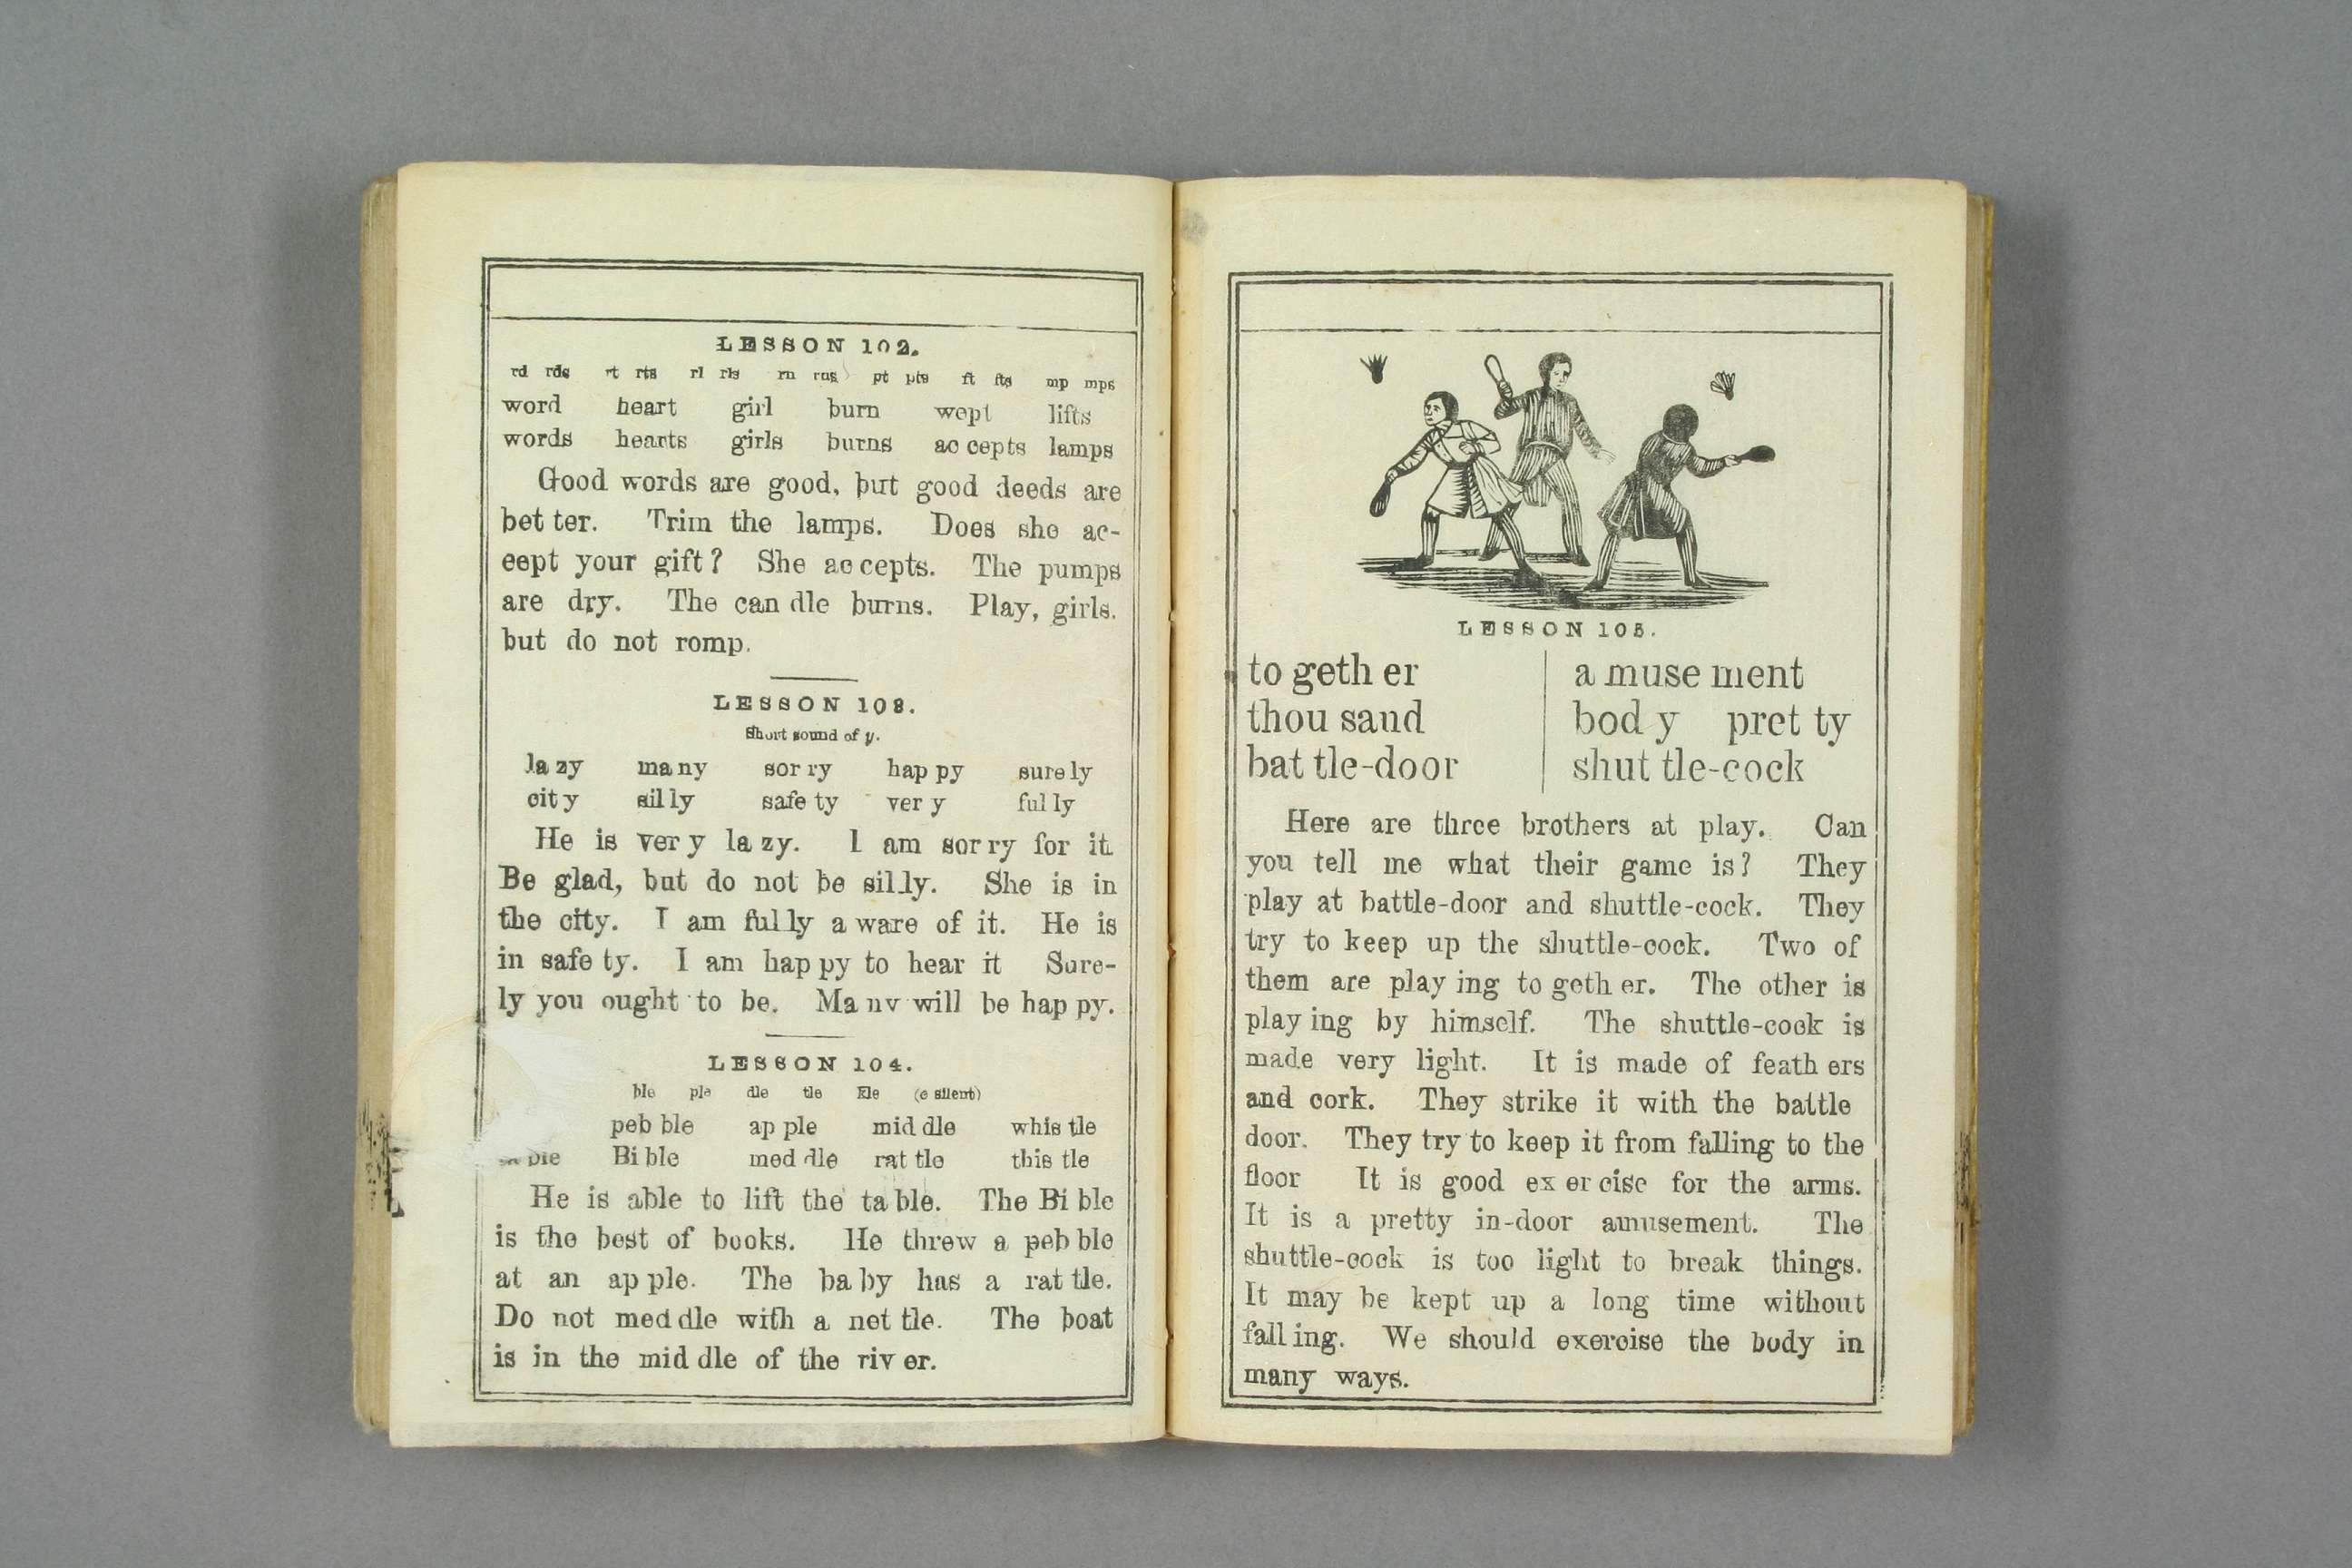 LESSON 102.
rd rds rt rts rl rls rn rns pt pts ft fts mp mps
word heart girl burn wept lifts
words hearts girls burns ac cepts lamps
Good words are good, but good deeds are
bet ter. Trim the lamps. Does she ac-
cept your gift? She ac cepts. The pumps
are dry. The can dle burns. Play, girls.
but do not romp.
LESSON 103.
Short sound of y.
la zy ma ny sor ry hap py sure ly
cit y sil ly safe ty ver y ful ly
He is ver y la zy. I am sor ry for it.
Be glad, but do not be sil ly. She is in
the city. I am ful ly a ware of it. He is
in safe ty. I am hap py to hear it Sure-
ly you ought to be. Ma ny will be hap py.
LESSON 104.
ble ple dle tle kle (e silent)
peb ble ap ple mid dle whis tle
ble Bi ble med dle rat tle this tle
He is able to lift the ta ble. The Bi ble
is the best of books. He threw a peb ble
at an ap ple. The ba by has a rat tle.
Do not med dle with a net tle. The boat
is in the mid dle of the riv er.
LESSON 105.
to geth er a muse ment
thou sand bod y pret ty
bat tle-door shut tle-cock
Here are three brothers at play. Can
you tell me what their game is? They
play at battle-door and shuttle-cock. They
try to keep up the shuttle-cock. Two of
them are play ing to geth er. The other is
play ing by himself. The shuttle-cock is
made very light. It is made of feath ers
and cork. They strike it with the battle
door. They try to keep it from falling to the
floor It is good ex er cise for the arms.
It is a pretty in-door amusement. The
shuttle-cock is too light to break things.
It may be kept up a long time without
fall ing. We should exercise the body in
many ways.